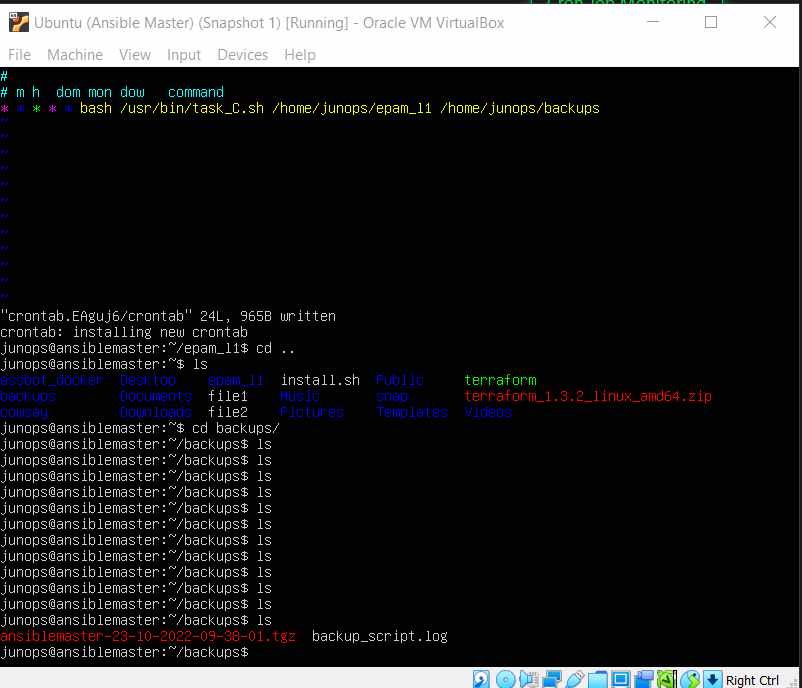 Cron Job Monitoring
Ubuntu (Ansible Master) (Snapshot 1) [Running] - Oracle VM VirtualBox
File Machine View Input Devices Help
#
# m h  dom mon dow   command
* * * * * bash /usr/bin/task_C.sh /home/junops/epam_l1 /home/junops/backups
~
~
~
~
~
~
~
~
~
~
~
~
"crontab.EAguj6/crontab" 24L, 965B written
crontab: installing new crontab
junops@ansiblemaster:~/epam_l1$ cd ..
junops@ansiblemaster:~$ ls
assbot_docker  Desktop    epam_l1  install.sh  Public     terraform
backups        Documents  file1    Music       snap       terraform_1.3.2_linux_amd64.zip
cowsay         Downloads  file2    Pictures    Templates  Videos
junops@ansiblemaster:~$ cd backups/
junops@ansiblemaster:~/backups$ ls
junops@ansiblemaster:~/backups$ ls
junops@ansiblemaster:~/backups$ ls
junops@ansiblemaster:~/backups$ ls
junops@ansiblemaster:~/backups$ ls
junops@ansiblemaster:~/backups$ ls
junops@ansiblemaster:~/backups$ ls
junops@ansiblemaster:~/backups$ ls
junops@ansiblemaster:~/backups$ ls
junops@ansiblemaster:~/backups$ ls
junops@ansiblemaster:~/backups$ ls
junops@ansiblemaster:~/backups$ ls
ansiblemaster-23-10-2022-09-38-01.tgz  backup_script.log
junops@ansiblemaster:~/backups$
Right Ctrl